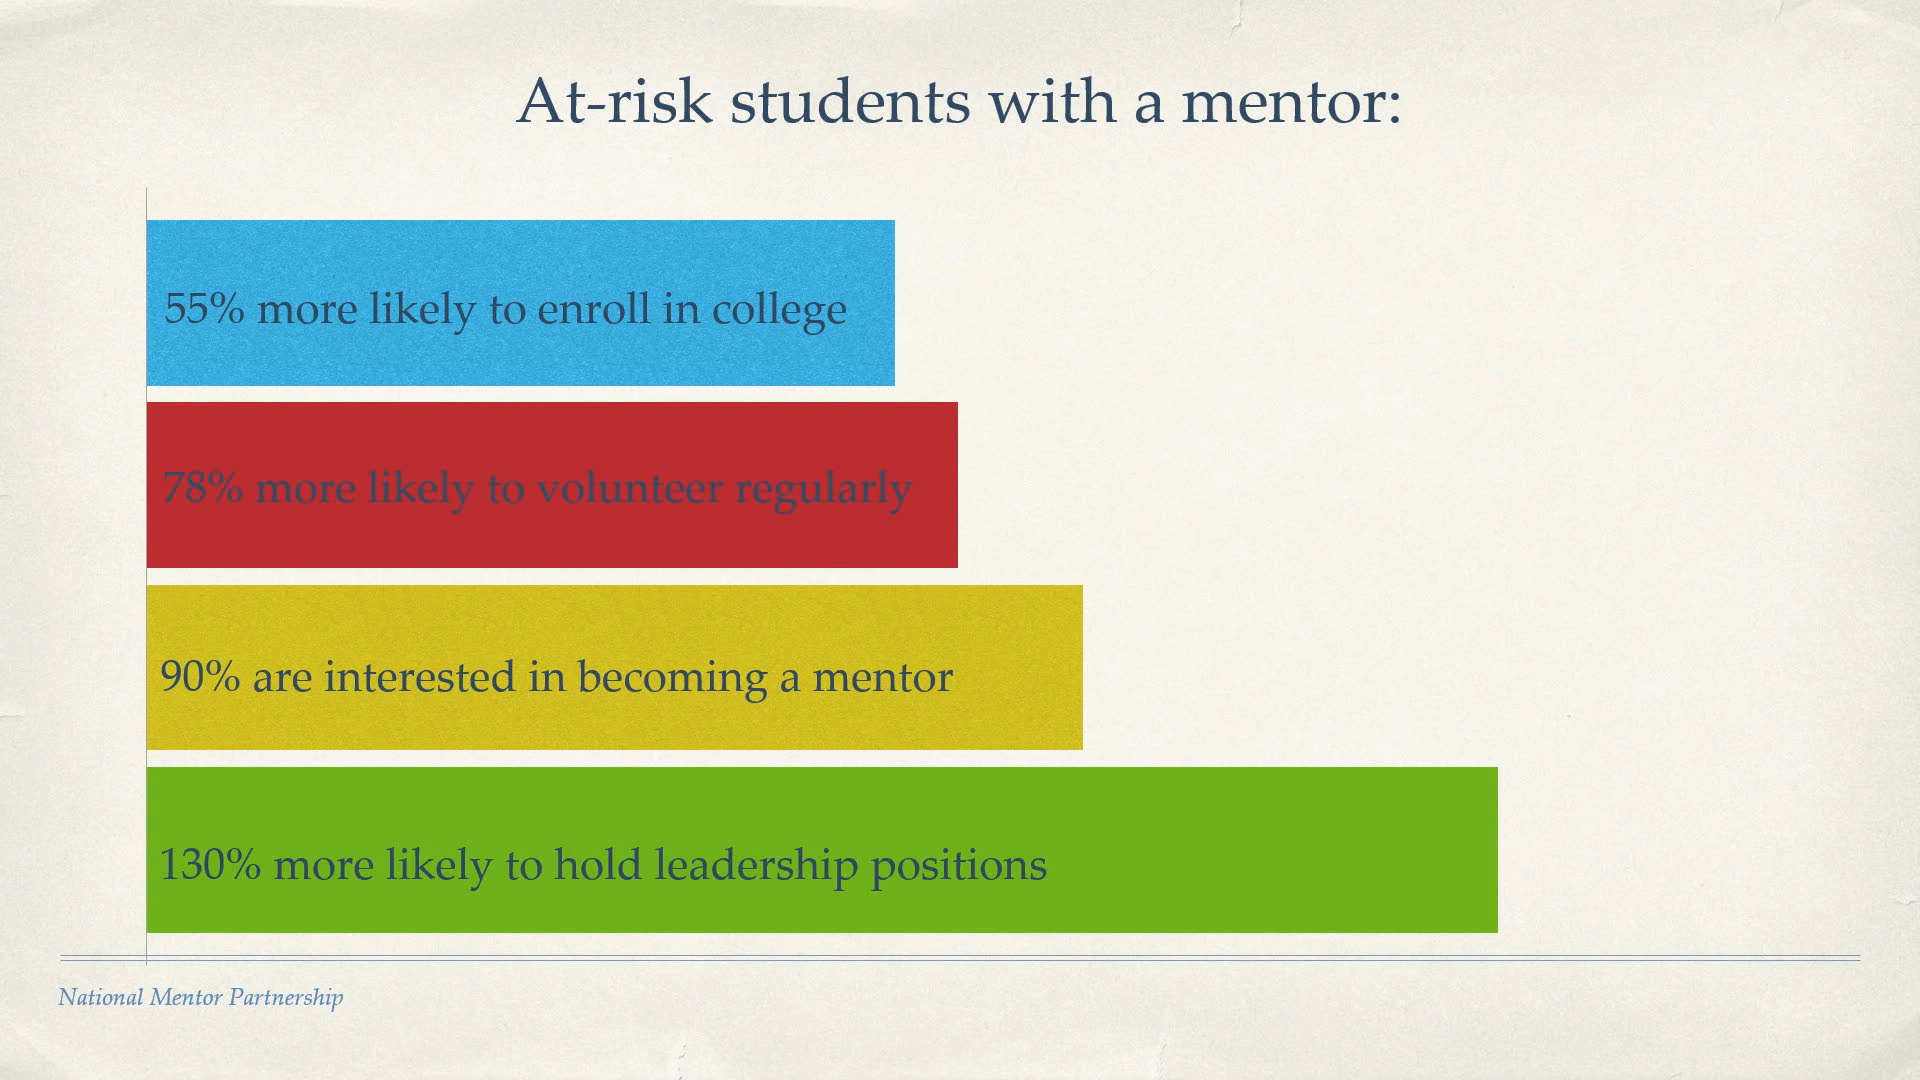 At-risk students with a mentor:
55% more likely to enroll in college
78% more likely to volunteer regularly
90% are interested in becoming a mentor
130% more likely to hold leadership positions
National Mentor Partnership